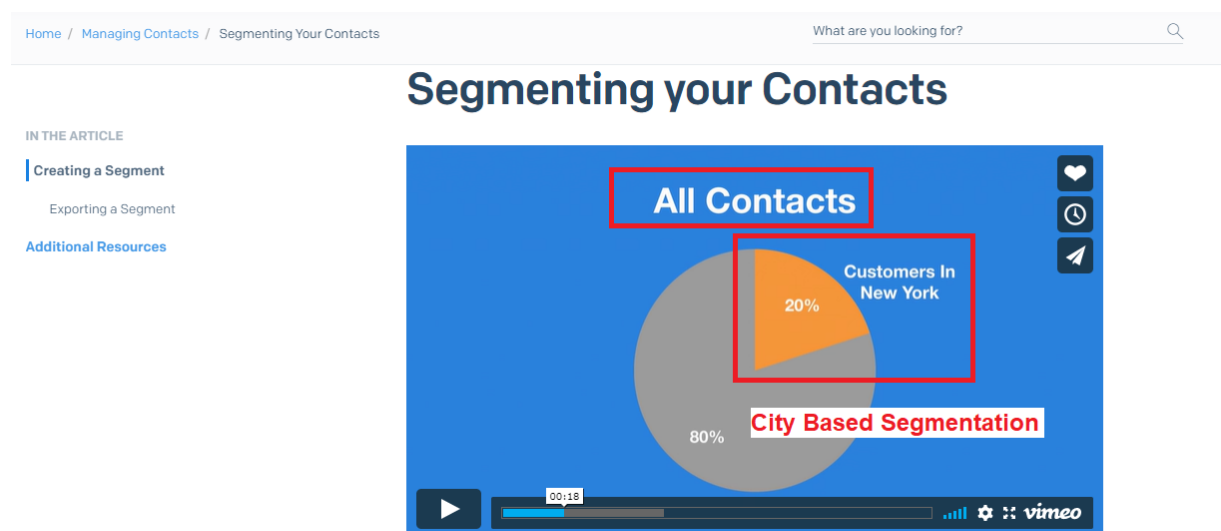 Home / Managing Contacts / Segmenting Your Contacts
What are you looking for?
Segmenting your Contacts
IN THE ARTICLE
Creating a Segment
Exporting a Segment
Additional Resources
All Contacts
Customers In
New York
20%
City Based Segmentation
80%
00:18
vimeo